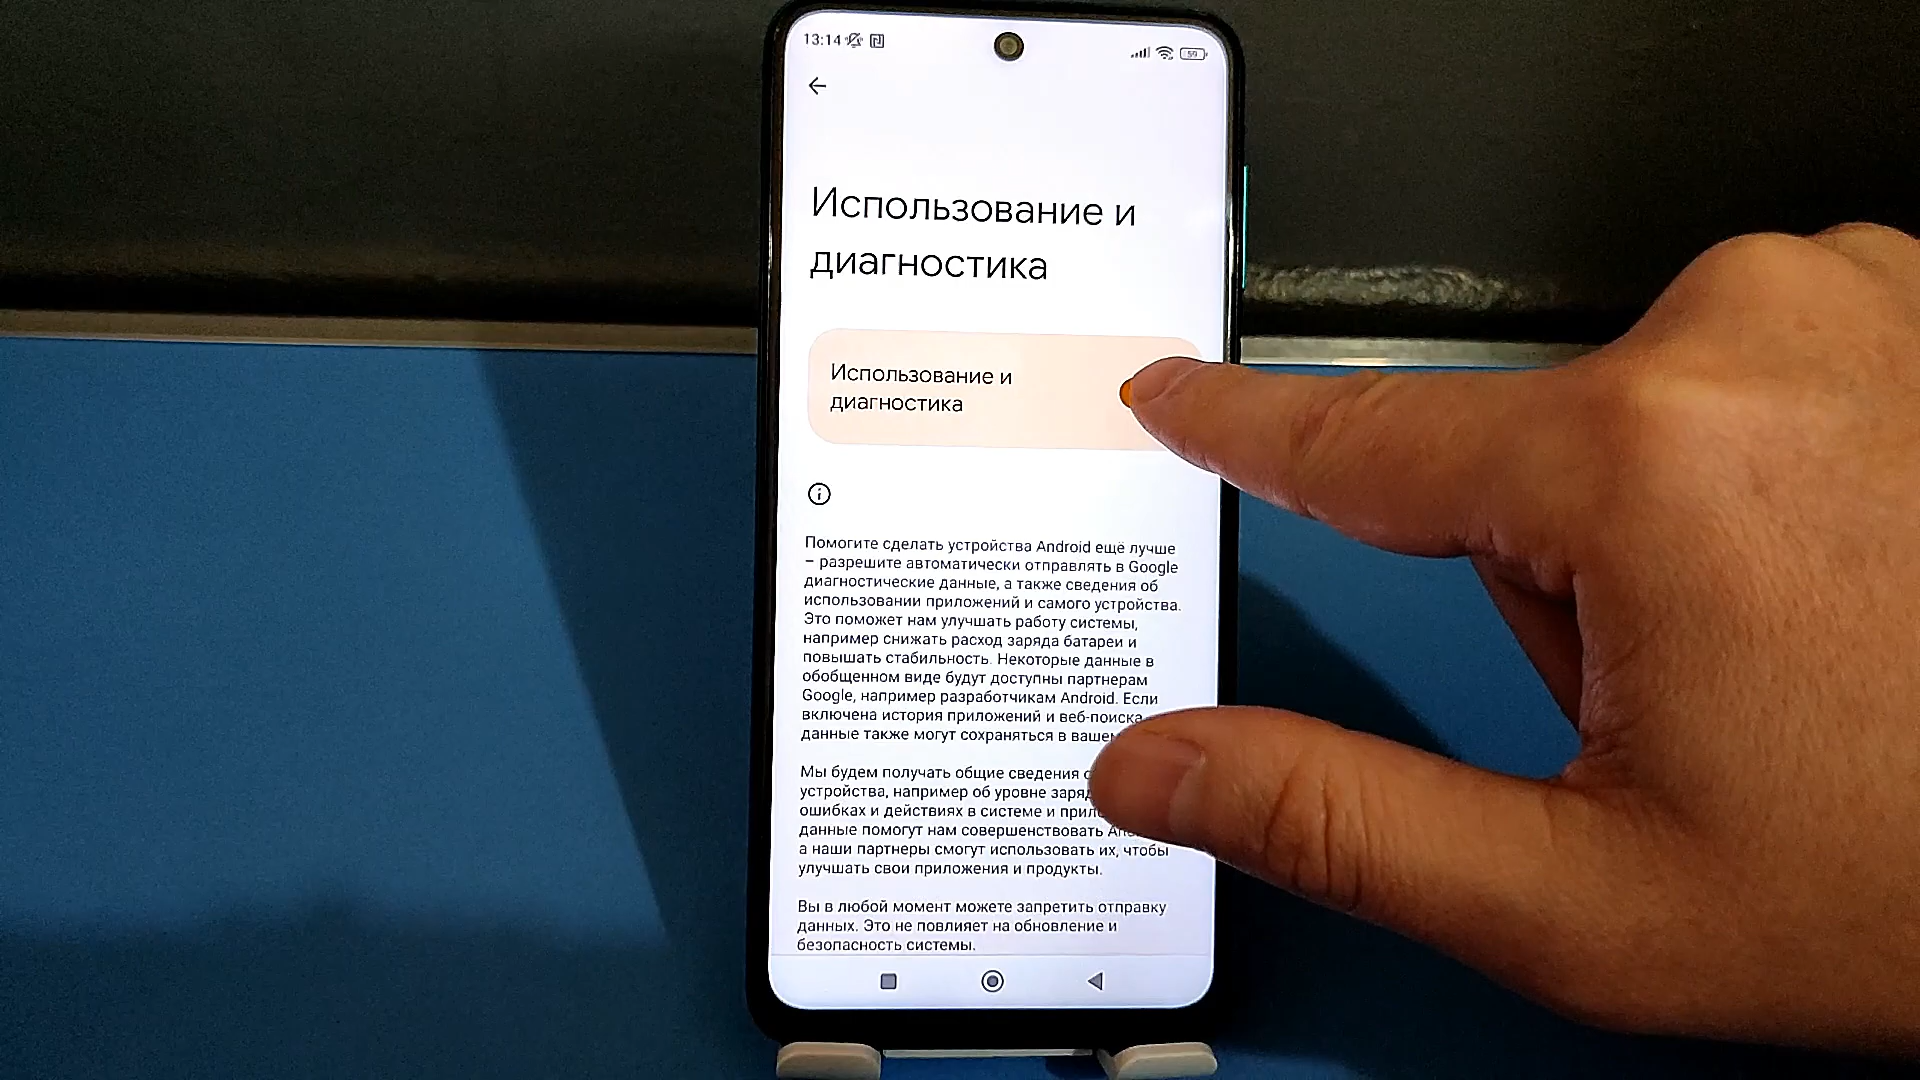 13:14
59
Использование и
диагностика
Использование и
диагностика
Помогите сделать устройства Android ещё лучше
– разрешите автоматически отправлять в Google
диагностические данные, а также сведения об
использовании приложений и самого устройства.
Это поможет нам улучшать работу системы,
например снижать расход заряда батареи и
повышать стабильность. Некоторые данные в
обобщенном виде будут доступны партнерам
Google, например разработчикам Android. Если
включена история приложений и веб-поиска
данные также могут сохраняться в
Мы будем получать общие сведения
устройства, например об уровне
ошибках и действиях в системе и
данные помогут нам совершенствовать
а наши партнеры смогут использовать их, чтобы
улучшать свои приложения и продукты.
Вы в любой момент можете запретить отправку
данных. Это не повлияет на обновление и
безопасность системы.